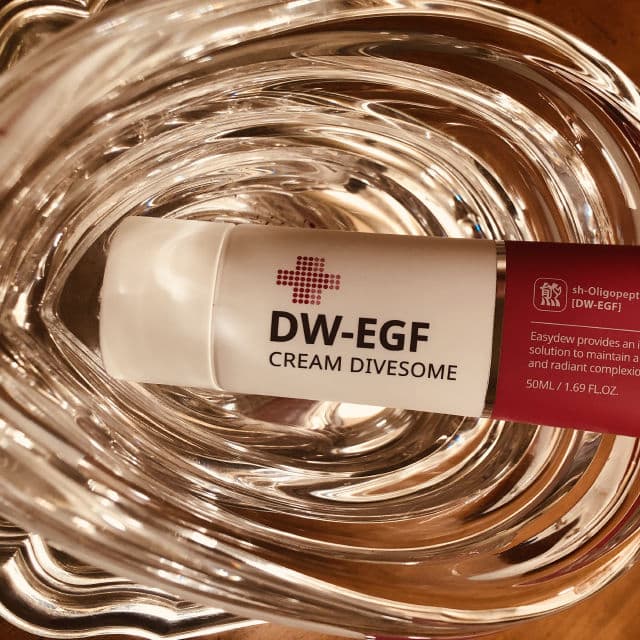 DW-EGF
CREAM DIVESOME
[DW-EGF]
Easydew provides an
solution to maintain a
and radiant
50ML / 1.69 FL.OZ.